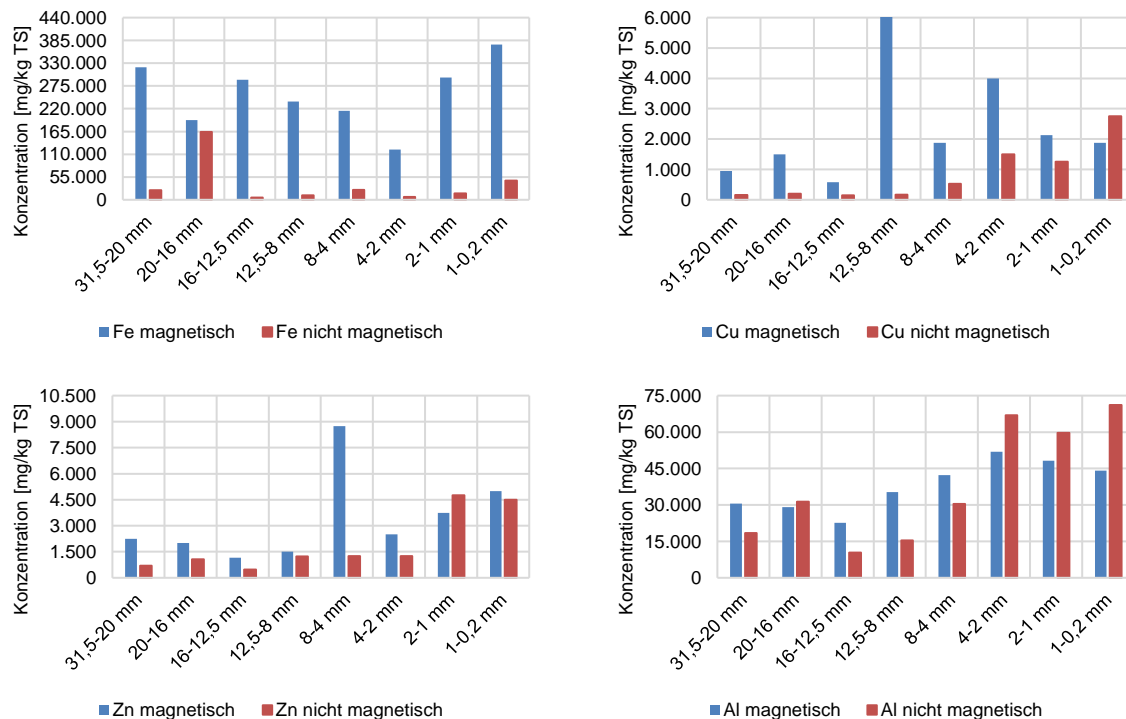 Konzentration [mg/kg TS]
440.000
385.000
330.000
275.000
220.000
165.000
110.000
55.000
0
31,5-20 mm
20-16 mm
16-12,5 mm
12,5-8 mm
8-4 mm
4-2 mm
2-1 mm
1-0,2 mm
Fe magnetisch Fe nicht magnetisch
Konzentration [mg/kg TS]
6.000
6.000
4.000
3.000
2.000
1.000
0
31,5-20 mm
20-16 mm
16-12,5 mm
12,5-8 mm
8-4 mm
4-2 mm
2-1 mm
1-0,2 mm
Cu magnetisch Cu nicht magnetisch
Konzentration [mg/kg TS]
10.500
9.000
7.500
6.000
4.500
3.000
1.500
0
31,5-20 mm
20-16 mm
16-12,5 mm
12,5-8 mm
8-4 mm
4-2 mm
2-1 mm
1-0,2 mm
Zn magnetisch Zn nicht magnetisch
Konzentration [mg/kg TS]
75.000
60.000
45.000
30.000
15.000
0
31,5-20 mm
20-16 mm
16-12,5 mm
12,5-8 mm
8-4 mm
4-2 mm
2-1 mm
1-0,2 mm
Al magnetisch Al nicht magnetisch